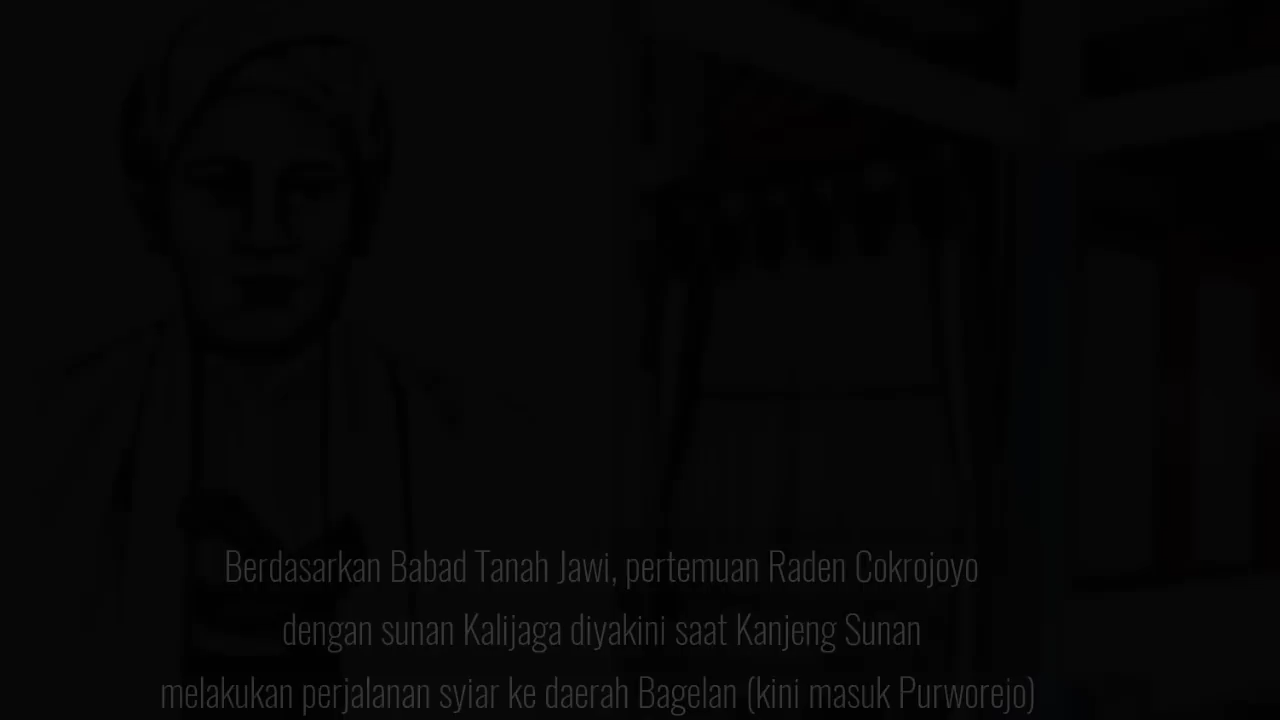 Berdasarkan Babad Tanah Jawi, pertemuan Raden Cokrojoyo
dengan sunan Kalijaga diyakini saat Kanjeng Sunan
melakukan perjalanan syiar ke daerah Bagelan (kini masuk Purworejo)